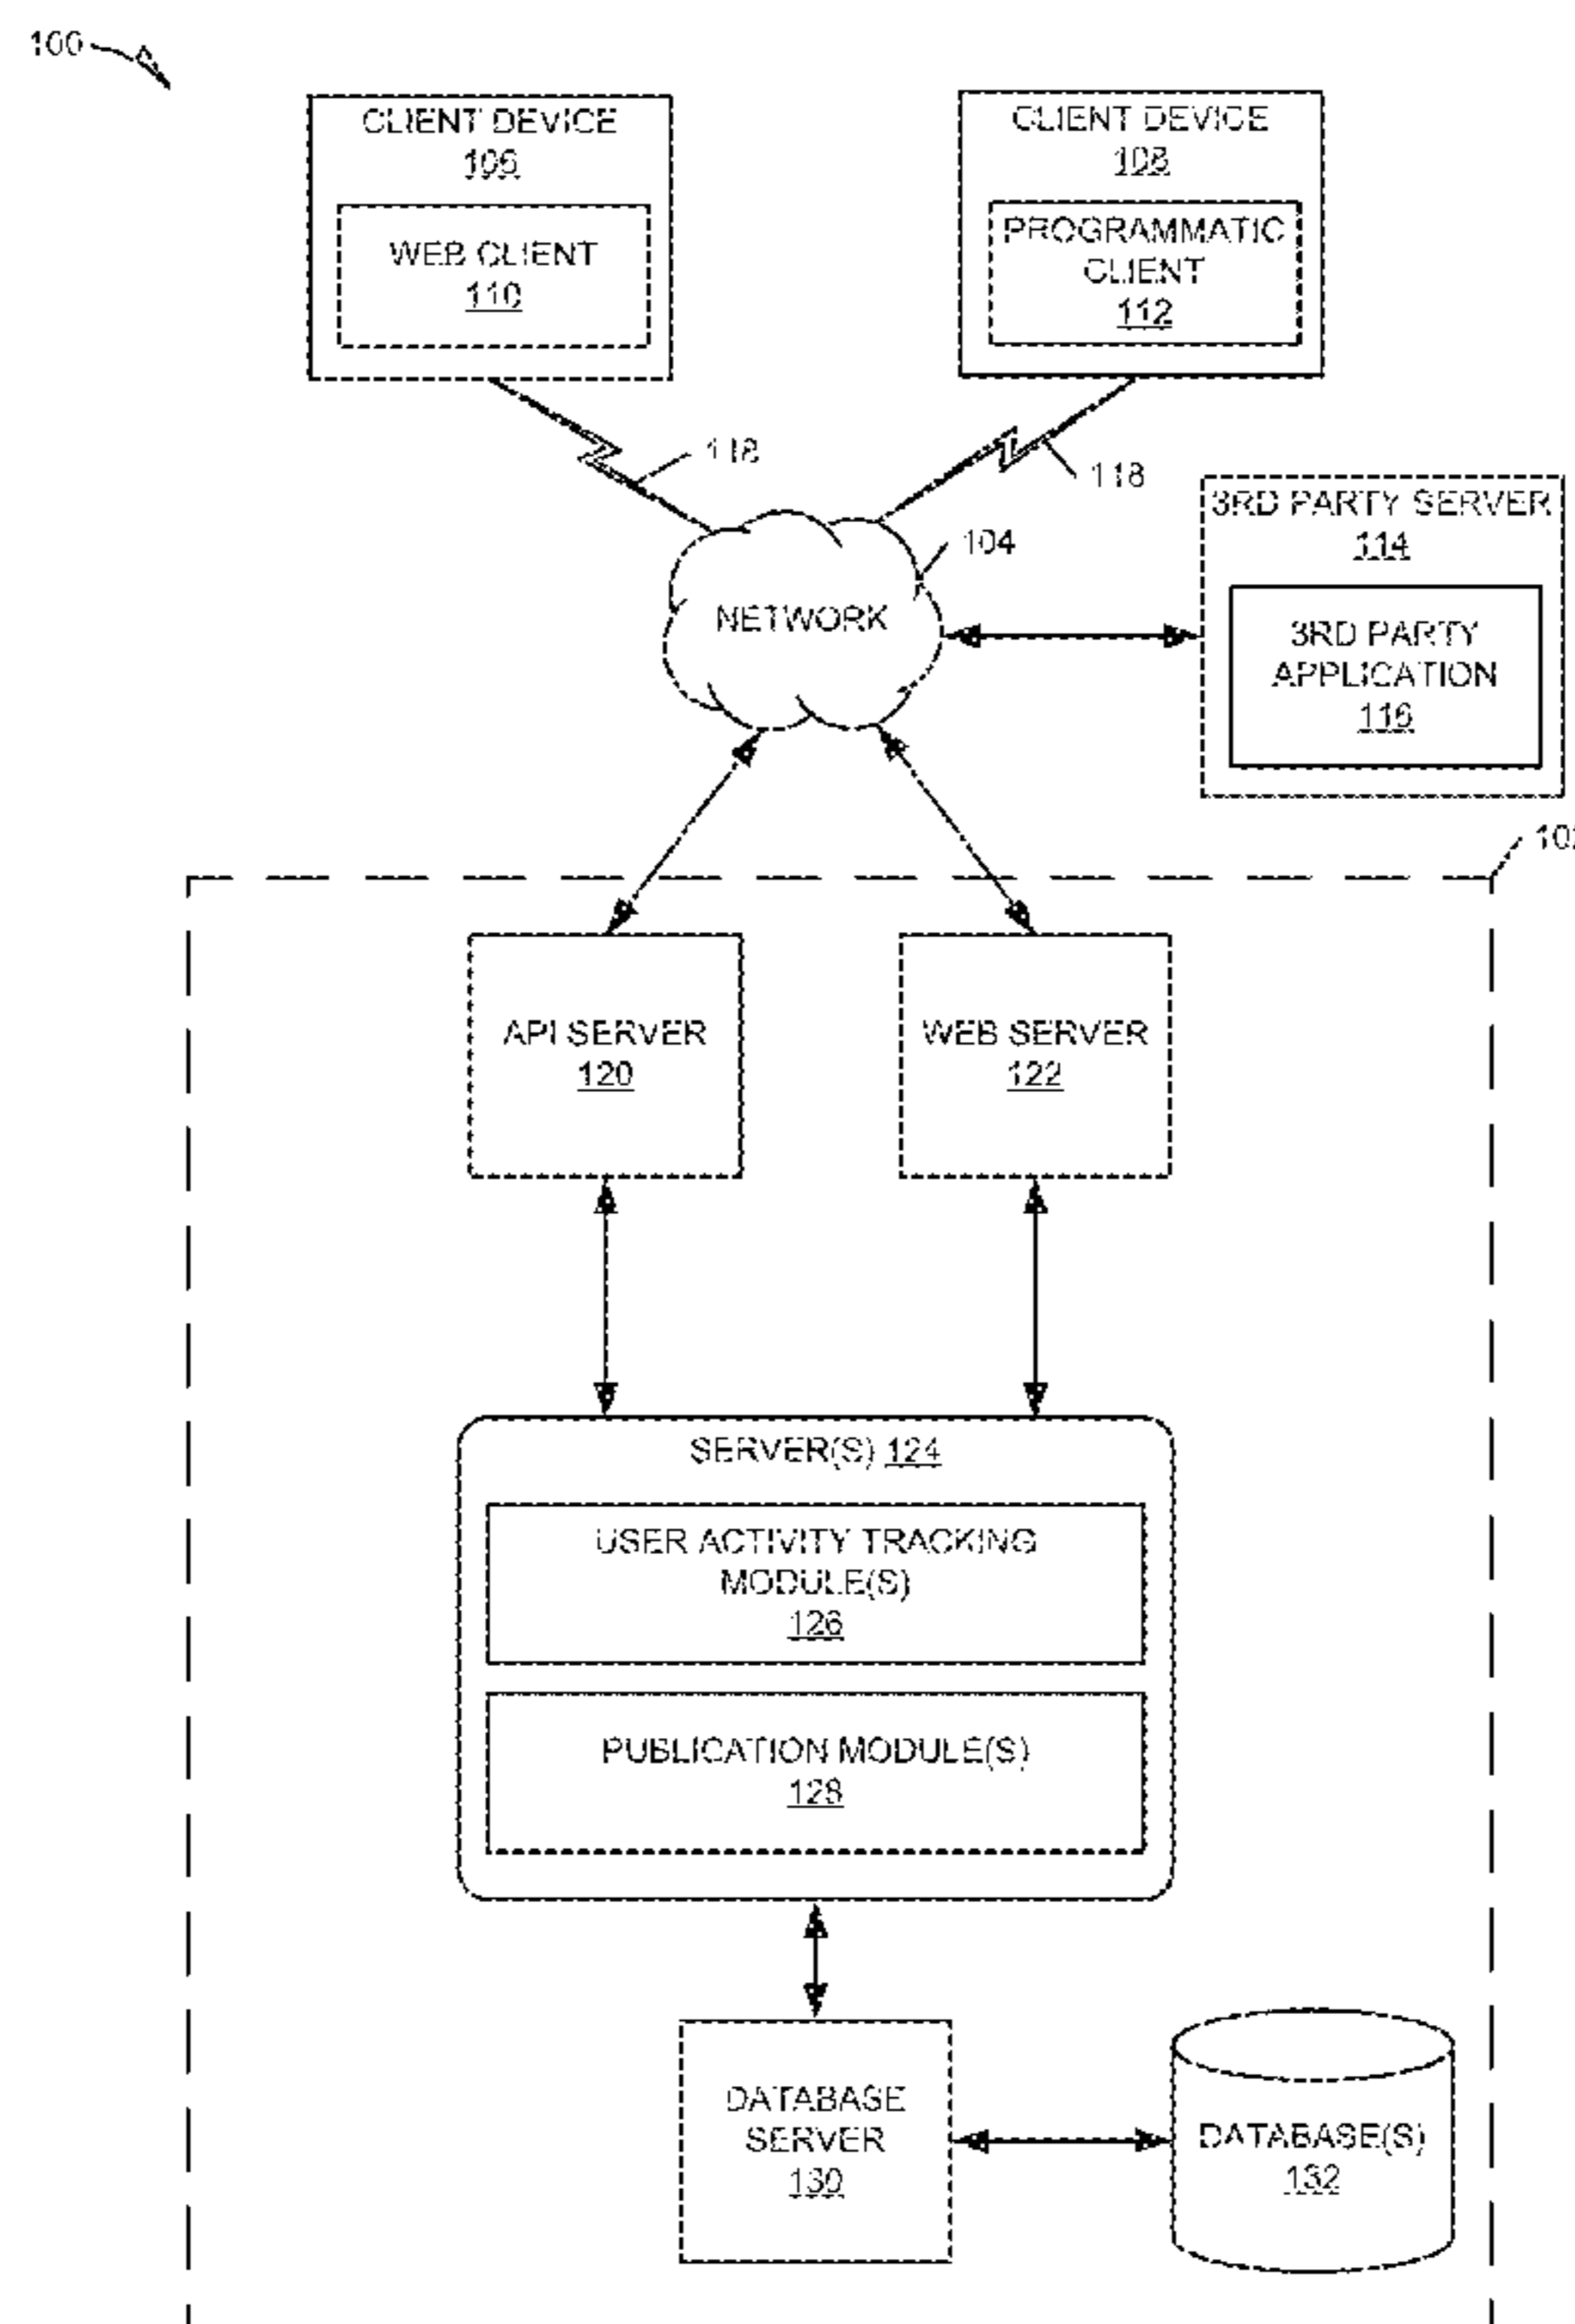 100
CLIENT DEVICE
106
WEB CLIENT
110
CLIENT DEVICE
108
PROGRAMMATIC
CLIENT
112
118
118
104
NETWORK
3RD PARTY SERVER
114
3RD PARTY
APPLICATION
116
API SERVER
120
WEB SERVER
122
SERVER(S) 124
USER ACTIVITY TRACKING
MODULE(S)
126
PUBLICATION MODULE(S)
128
DATABASE
SERVER
130
DATABASE(S)
132